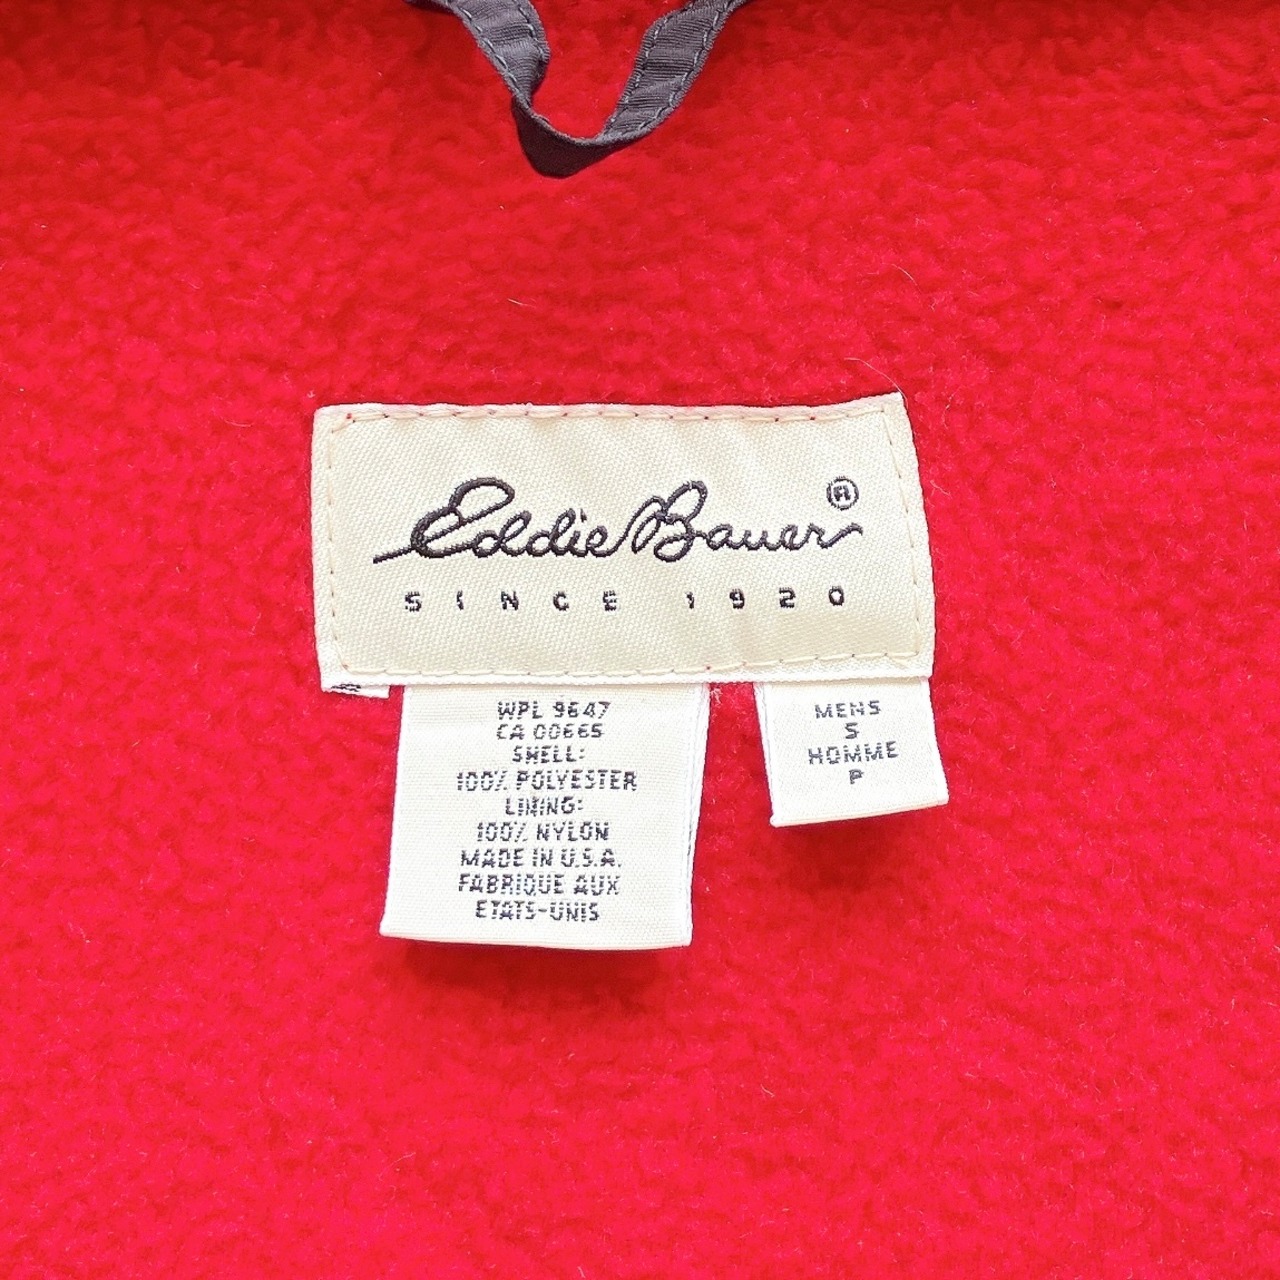 Eddie Bauer ®
SINCE 1920
WPL 9647
CA 00665
SHELL:
100% POLYESTER
LINING:
100% NYLON
MADE IN U.S.A.
FABRIQUE AUX
ETATS-UNIS
MENS
S
HOMME
P